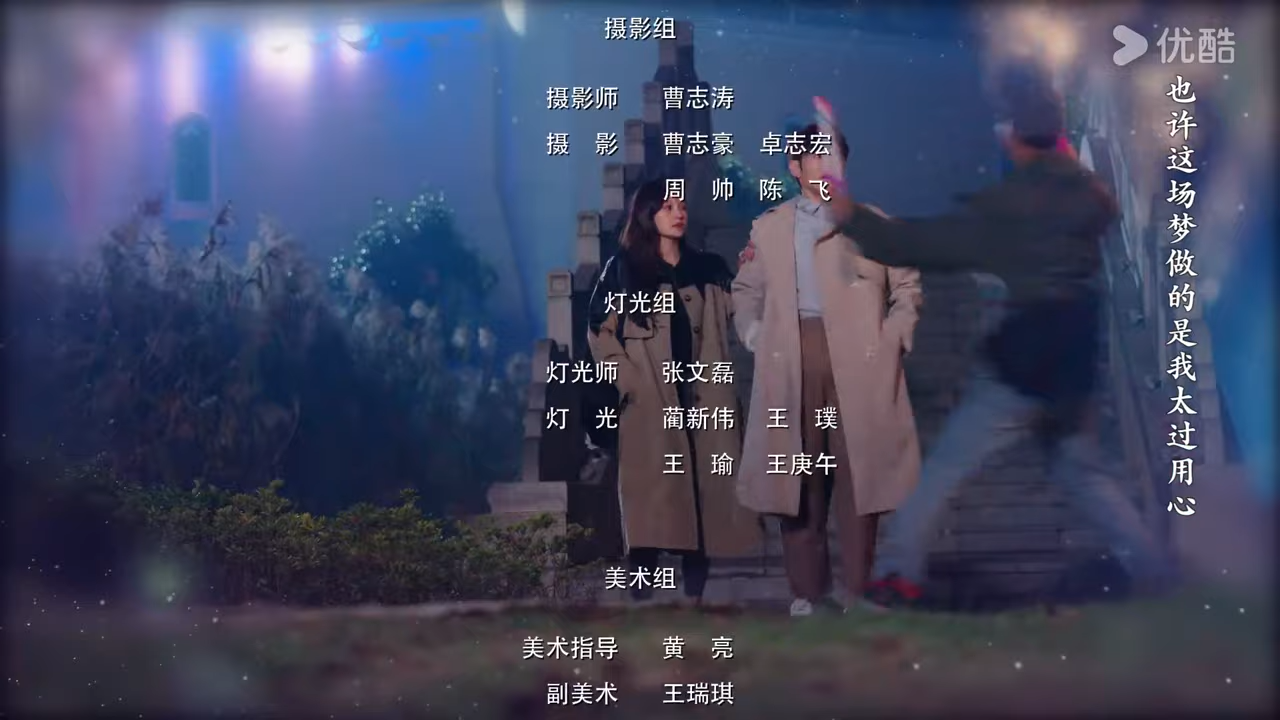 摄影组
优酷
摄影师 曹志涛
摄 影 曹志豪 卓志宏
周 帅 陈 飞
灯光组
灯光师 张文磊
灯 光 蔺新伟 王 璞
王 瑜 王庚午
美术组
美术指导 黄 亮
副美术 王瑞琪
也许这场梦做的是我太过用心